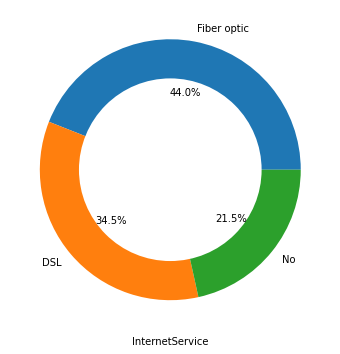 Fiber optic
44.0%
34.5%
21.5%
DSL
No
InternetService